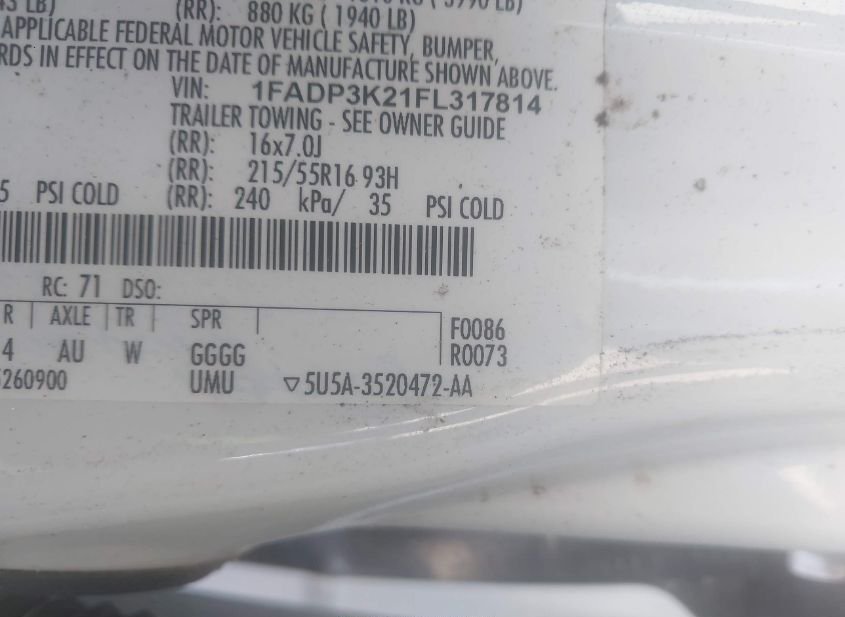 (RR): 880 KG ( 1940 LB)
APPLICABLE FEDERAL MOTOR VEHICLE SAFETY, BUMPER,
RDS IN EFFECT ON THE DATE OF MANUFACTURE SHOWN ABOVE.
VIN: 1FADP3K21FL317814
TRAILER TOWING - SEE OWNER GUIDE
(RR): 16x7.0J
(RR): 215/55R16 93H
5 PSI COLD (RR): 240 kPa/ 35 PSI COLD
RC: 71 DSO:
R | AXLE | TR | SPR | F0086
4 AU W GGGG R0073
260900 UMU ▽5U5A-3520472-AA